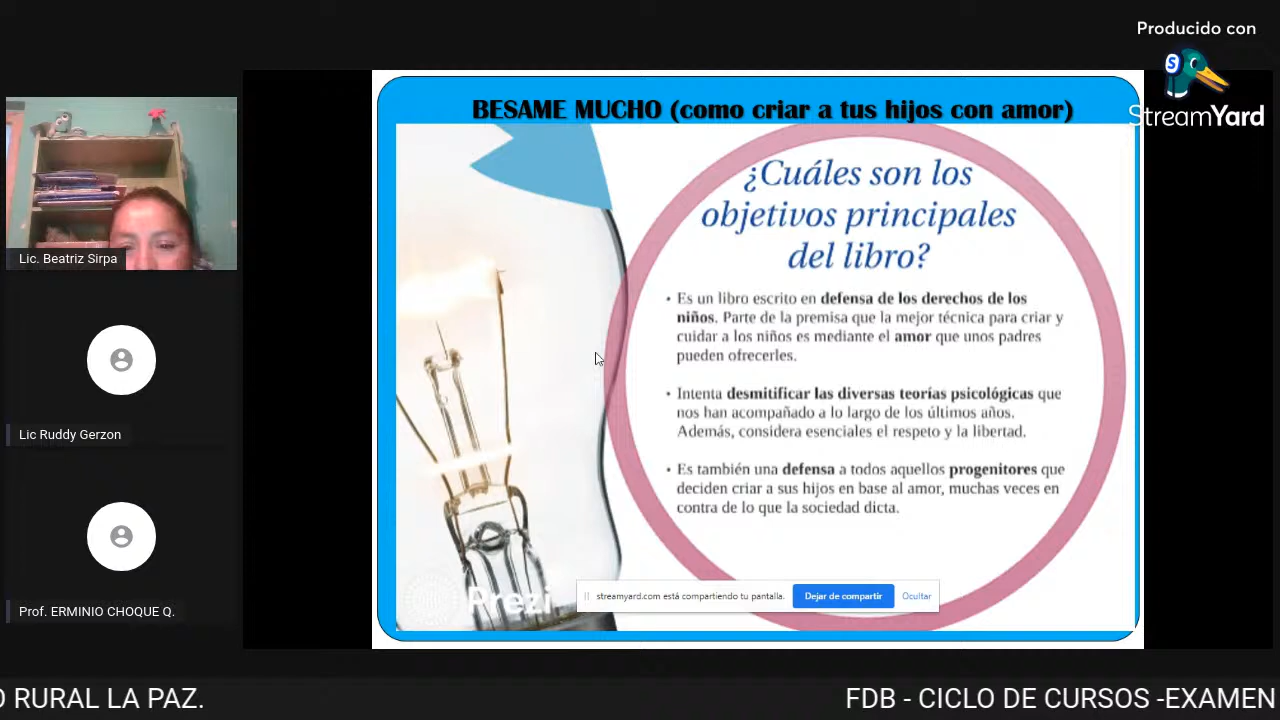 Producido con
StreamYard
BESAME MUCHO (como criar a tus hijos con amor)
¿Cuáles son los
objetivos principales
del libro?
• Es un libro escrito en defensa de los derechos de los
niños. Parte de la premisa que la mejor técnica para criar y
cuidar a los niños es mediante el amor que unos padres
pueden ofrecerles.
• Intenta desmitificar las diversas teorías psicológicas que
nos han acompañado a lo largo de los últimos años.
Además, considera esenciales el respeto y la libertad.
• Es también una defensa a todos aquellos progenitores que
deciden criar a sus hijos en base al amor, muchas veces en
contra de lo que la sociedad dicta.
Prezi
streamyard.com está compartiendo tu pantalla.
Dejar de compartir
Ocultar
Lic. Beatriz Sirpa
Lic Ruddy Gerzon
Prof. ERMINIO CHOQUE Q.
O RURAL LA PAZ.
FDB - CICLO DE CURSOS -EXAMEN